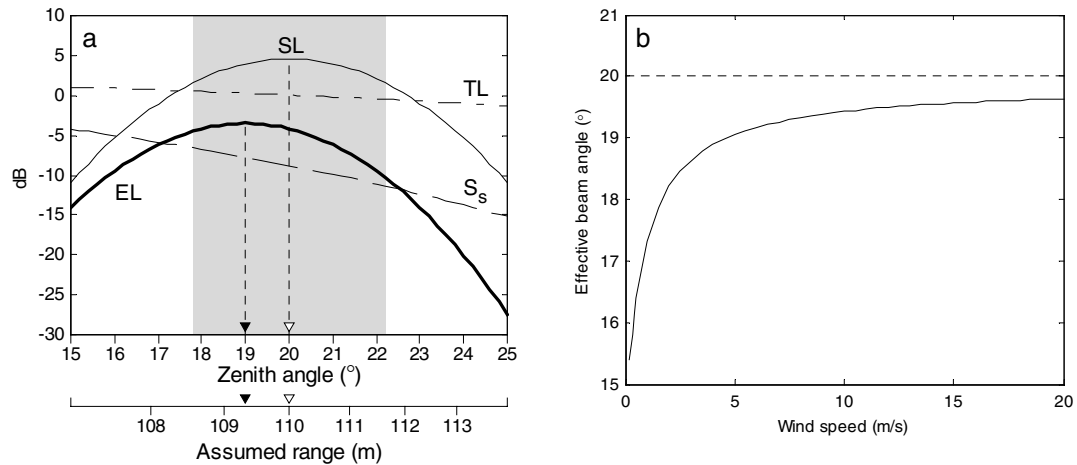 a
10
5
0
-5
-10
-15
-20
-25
-30
dB
SL
TL
EL
Ss
15 16 17 18 19 20 21 22 23 24 25
Zenith angle (°)
108 109 110 111 112 113
Assumed range (m)
b
21
20
19
18
17
16
15
Effective beam angle (°)
0 5 10 15 20
Wind speed (m/s)